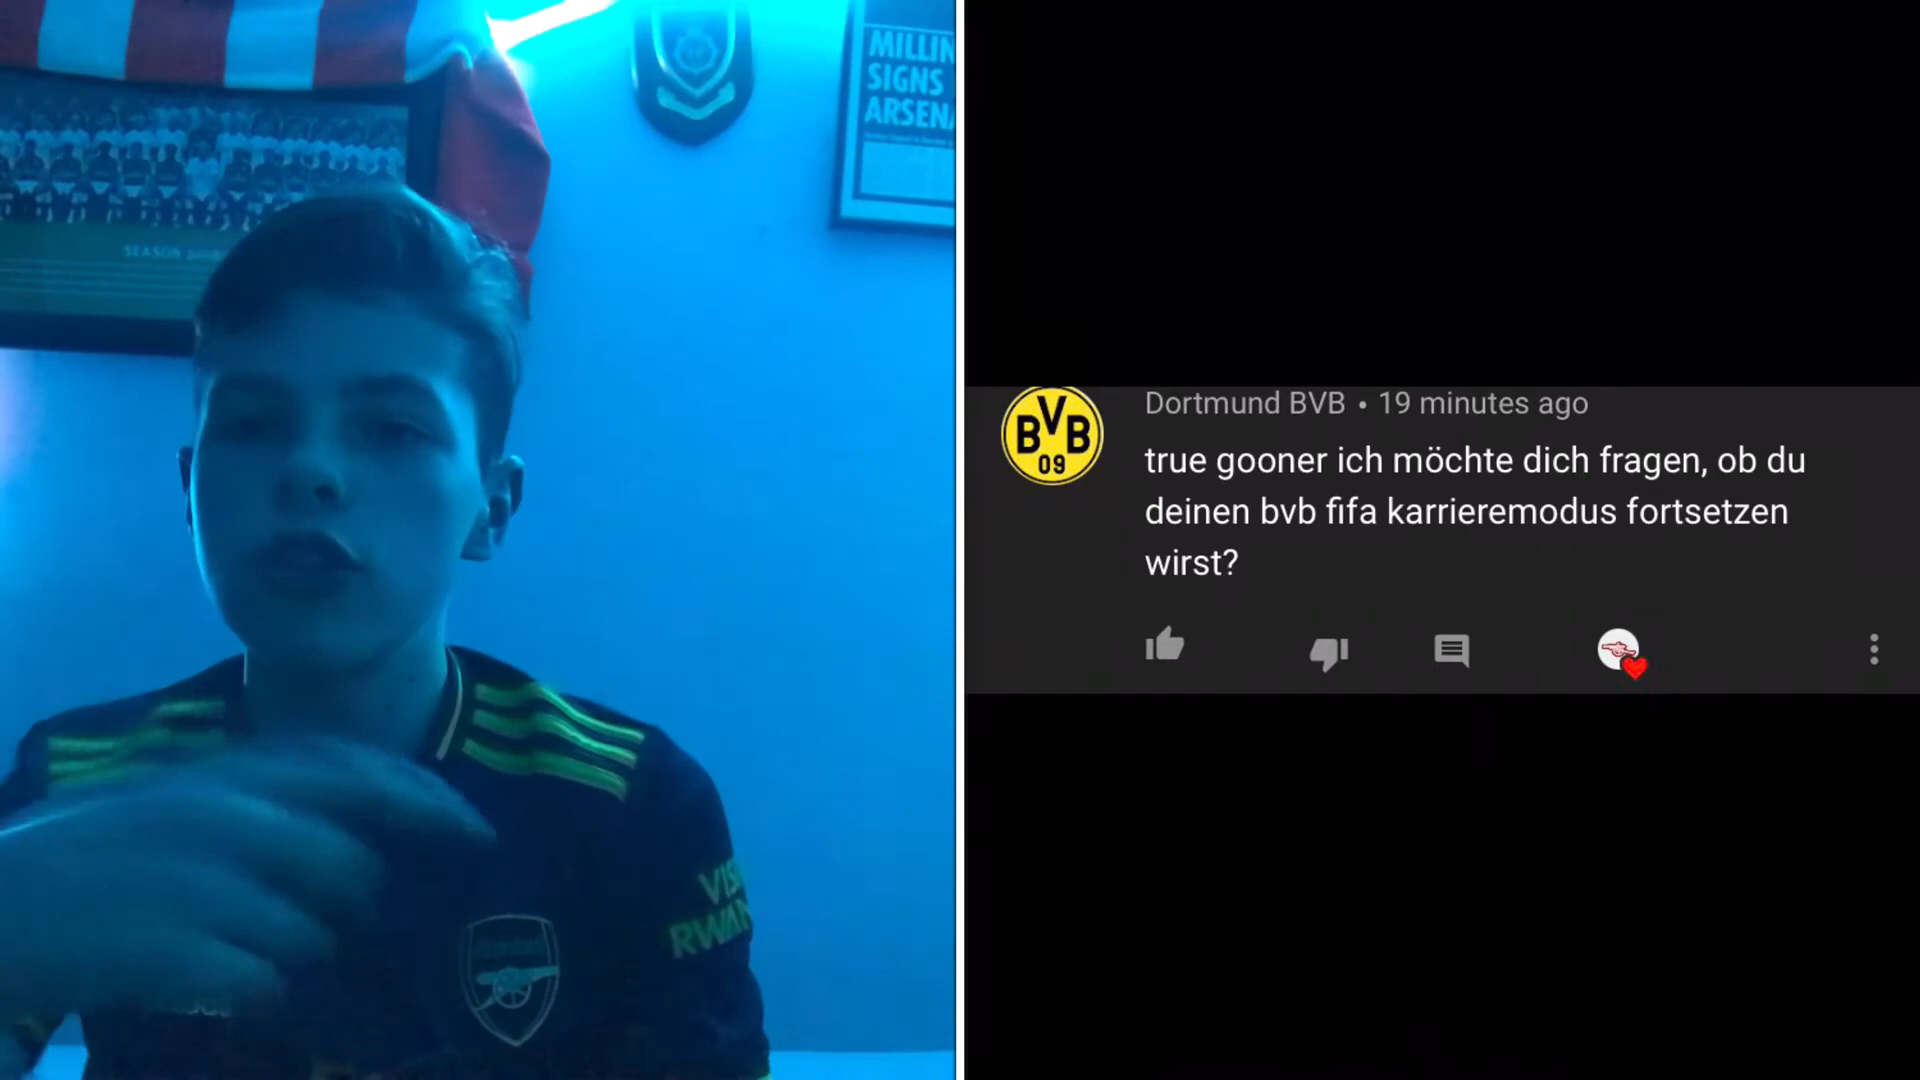 MILLIN
SIGNS
ARSENA
SEASON
VIS
RWAN
Dortmund BVB • 19 minutes ago
BVB
09
true gooner ich möchte dich fragen, ob du
deinen bvb fifa karrieremodus fortsetzen
wirst?